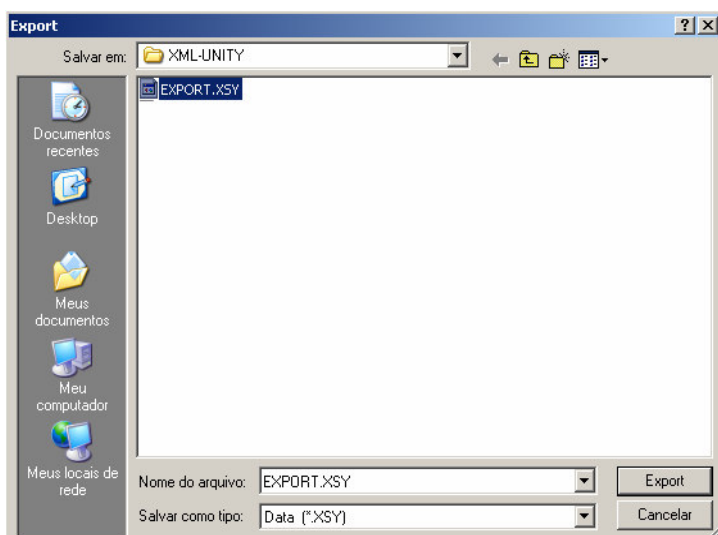 Export
Salvar em: XML-UNITY
EXPORT.XSY
Documentos
recentes
Desktop
Meus
documentos
Meu
computador
Meus locais de
rede
Nome do arquivo: EXPORT.XSY Export
Salvar como tipo: Data (*.XSY) Cancelar